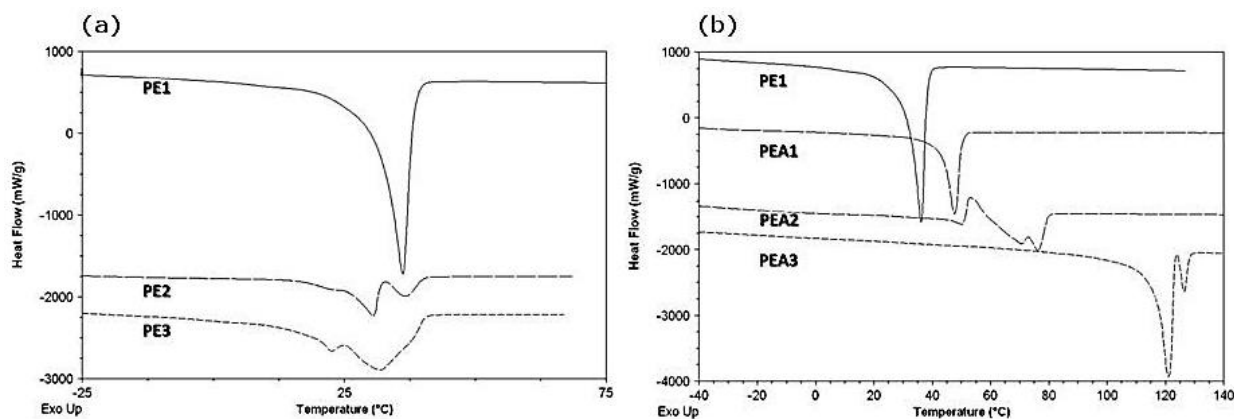 (a)
1000
0
-1000
-2000
-3000
Heat Flow (mW/g)
PE1
PE2
PE3
-25
25
75
Exo Up
Temperature (°C)
(b)
1000
0
-1000
-2000
-3000
-4000
Heat Flow (mW/g)
PE1
PEA1
PEA2
PEA3
-40
-20
0
20
40
60
80
100
120
140
Exo Up
Temperature (°C)